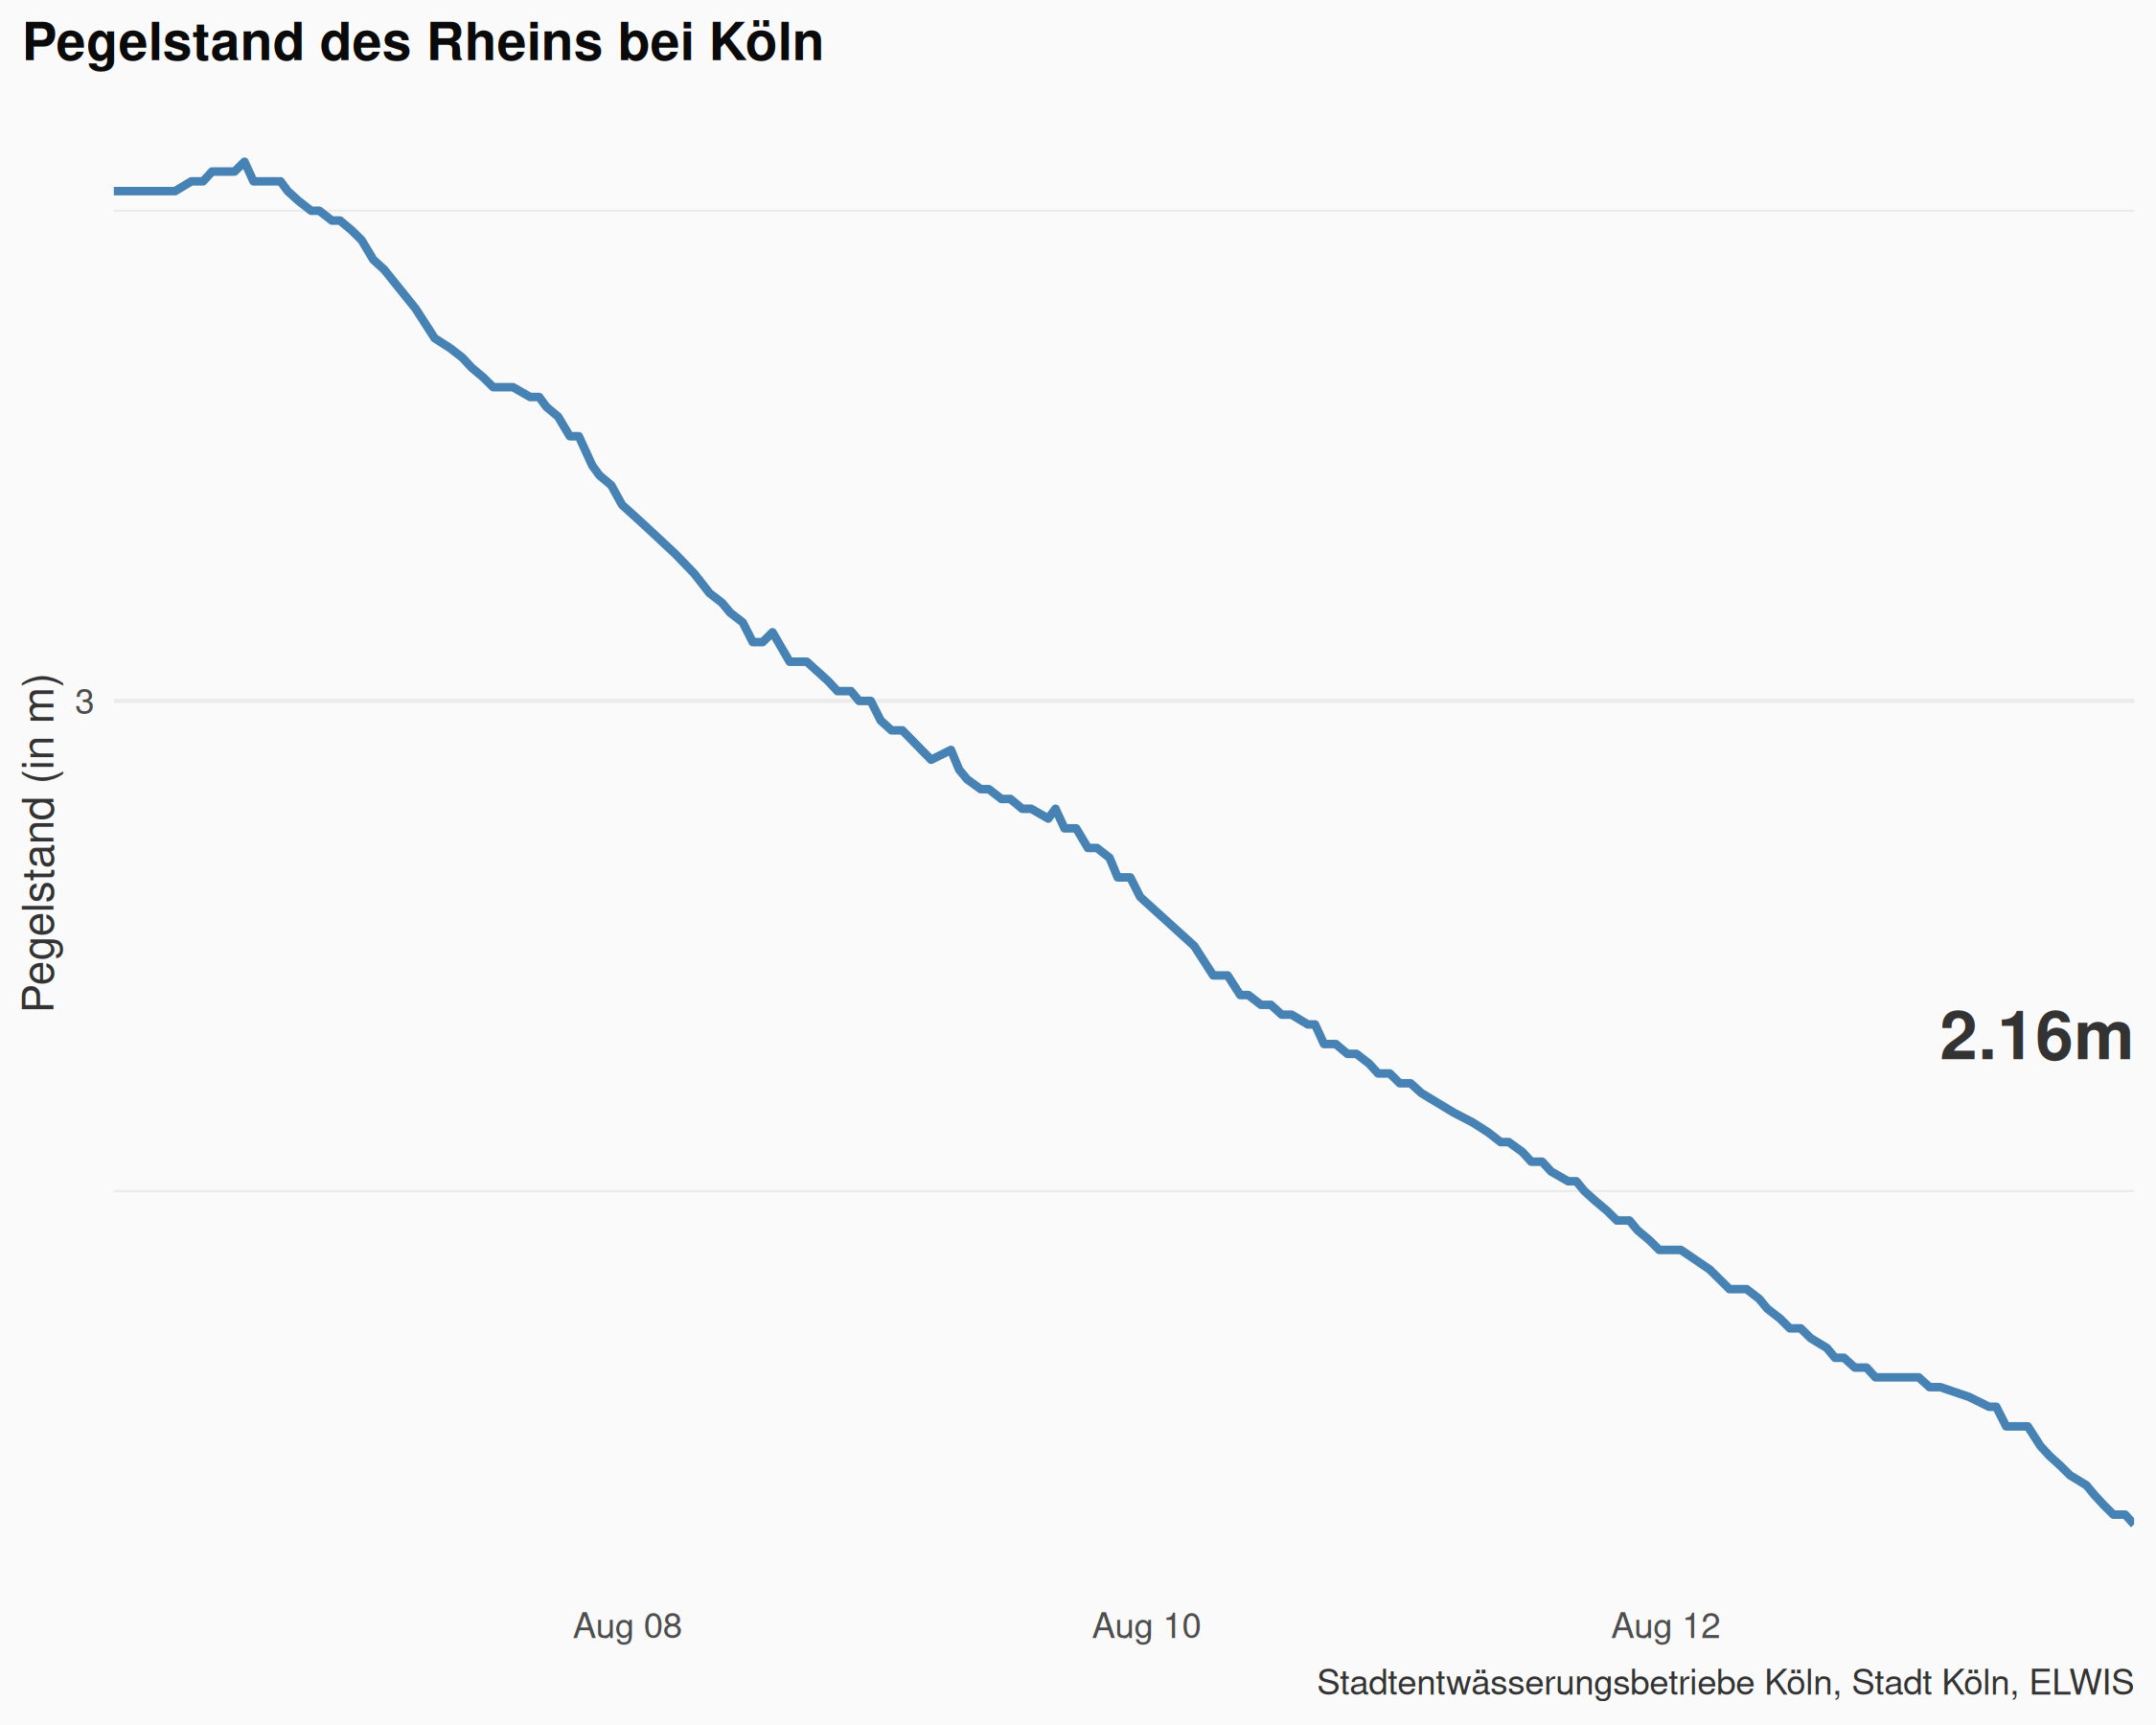 Pegelstand des Rheins bei Köln
Pegelstand (in m)
3
2.16m
Aug 08
Aug 10
Aug 12
Stadtentwässerungsbetriebe Köln, Stadt Köln, ELWIS